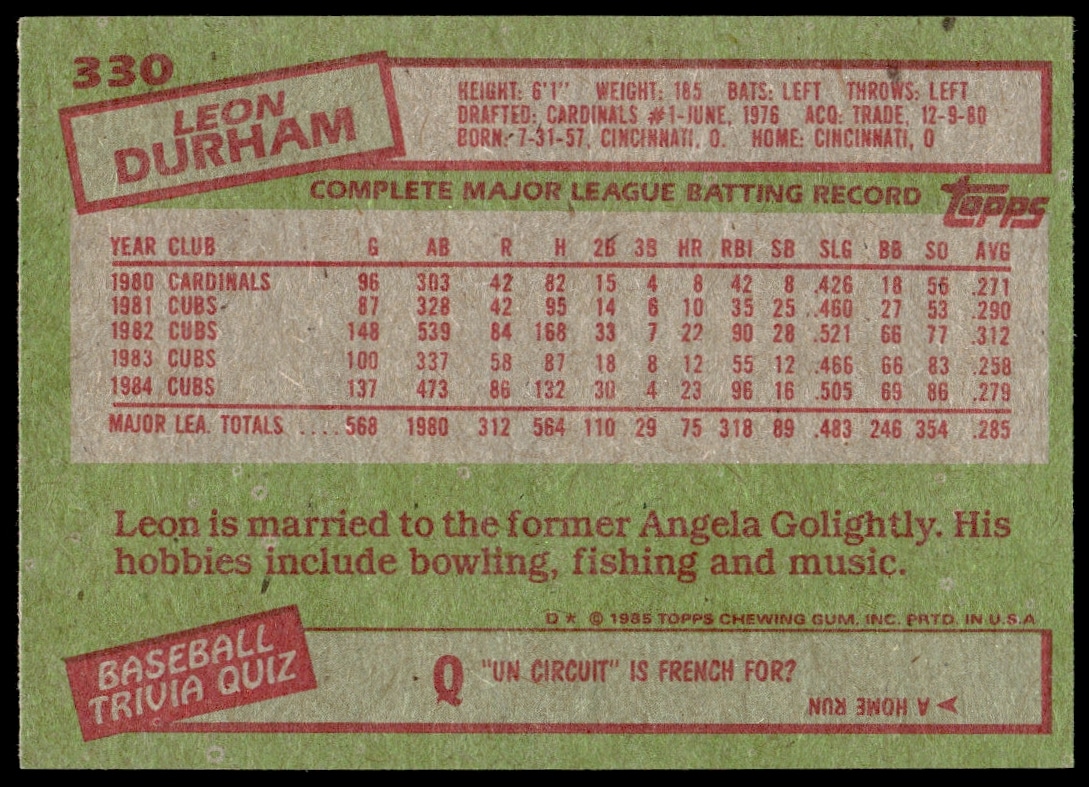 330
LEON
DURHAM
HEIGHT: 6'1" WEIGHT: 185 BATS: LEFT THROWS: LEFT
DRAFTED: CARDINALS #1-JUNE, 1976 ACQ: TRADE, 12-9-80
BORN: 7-31-57, CINCINNATI, O. HOME: CINCINNATI, O
COMPLETE MAJOR LEAGUE BATTING RECORD
topps
YEAR CLUB G AB R H 2B 3B HR RBI SB SLG BB SO AVG
1980 CARDINALS 96 303 42 82 15 4 8 42 8 .426 18 56 .271
1981 CUBS 87 328 42 95 14 6 10 35 25 .460 27 53 .290
1982 CUBS 148 539 84 168 33 7 22 90 28 .521 66 77 .312
1983 CUBS 100 337 58 87 18 8 12 55 12 .466 66 83 .258
1984 CUBS 137 473 86 132 30 4 23 96 16 .505 69 86 .279
MAJOR LEA. TOTALS ....568 1980 312 564 110 29 75 318 89 .483 246 354 .285
Leon is married to the former Angela Golightly. His
hobbies include bowling, fishing and music.
D * © 1985 TOPPS CHEWING GUM, INC. PRTD. IN U.S.A
BASEBALL
TRIVIA QUIZ
Q "UN CIRCUIT" IS FRENCH FOR?
➤ A HOME RUN